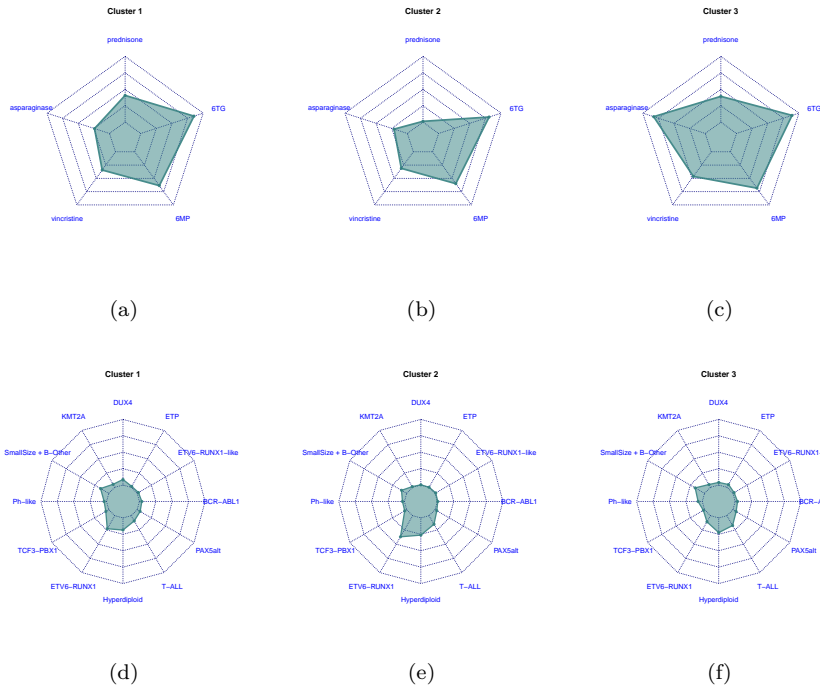 Cluster 1
Cluster 2
Cluster 3
prednisone
prednisone
prednisone
asparaginase
6TG
asparaginase
6TG
asparaginase
6TG
vincristine
6MP
vincristine
6MP
vincristine
6MP
(a)
(b)
(c)
Cluster 1
Cluster 2
Cluster 3
DUX4
DUX4
DUX4
KMT2A
ETP
KMT2A
ETP
KMT2A
ETP
SmallSize + B−Other
ETV6−RUNX1−like
SmallSize + B−Other
ETV6−RUNX1−like
SmallSize + B−Other
ETV6−RUNX1
Ph−like
BCR−ABL1
Ph−like
BCR−ABL1
Ph−like
BCR−A
TCF3−PBX1
PAX5alt
TCF3−PBX1
PAX5alt
TCF3−PBX1
PAX5alt
ETV6−RUNX1
T−ALL
ETV6−RUNX1
T−ALL
ETV6−RUNX1
T−ALL
Hyperdiploid
Hyperdiploid
Hyperdiploid
(d)
(e)
(f)